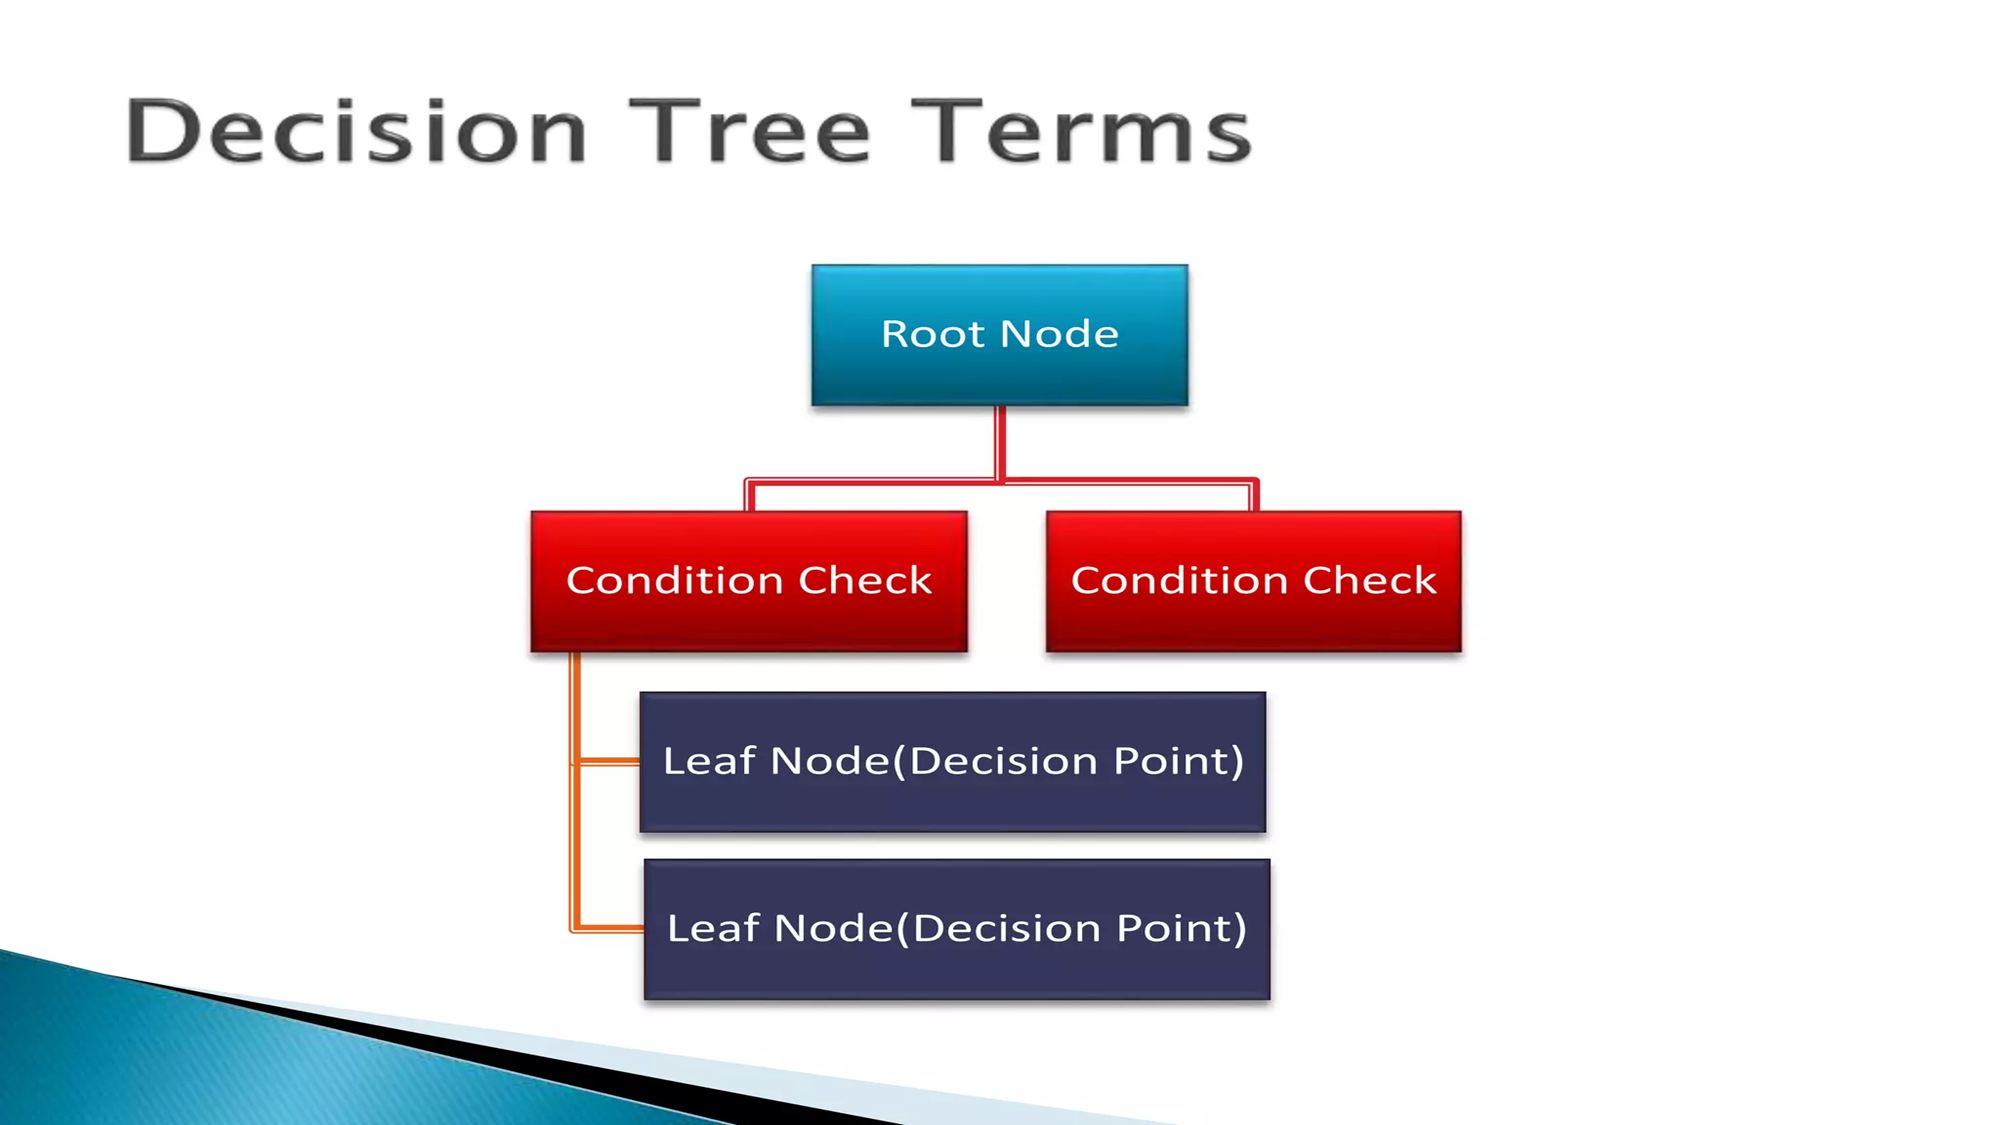 Decision Tree Terms
Root Node
Condition Check
Condition Check
Leaf Node(Decision Point)
Leaf Node(Decision Point)